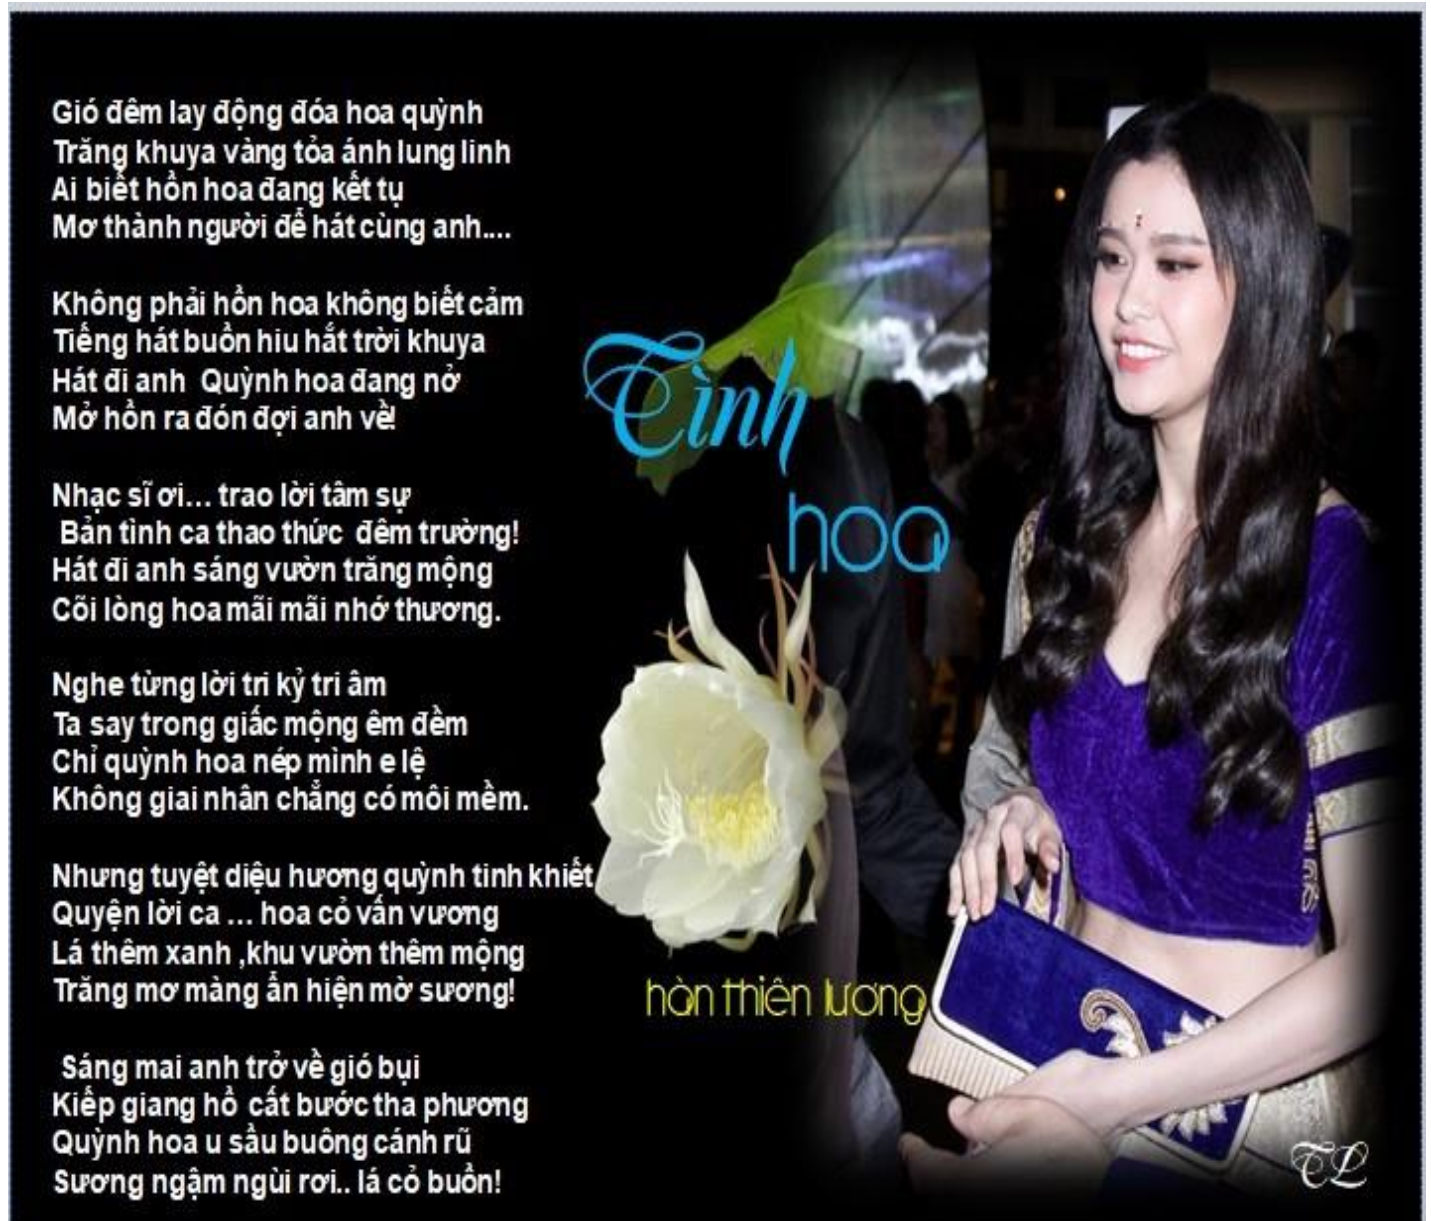 Gió đêm lay động đóa hoa quỳnh
Trăng khuya vàng tỏa ánh lung linh
Ai biết hồn hoa đang kết tụ
Mơ thành người để hát cùng anh....
Không phải hồn hoa không biết cảm
Tiếng hát buồn hiu hắt trời khuya
Hát đi anh Quỳnh hoa đang nở
Mở hồn ra đón đợi anh về!
Nhạc sĩ ơi... trao lời tâm sự
Bản tình ca thao thức đêm trường!
Hát đi anh sáng vườn trăng mộng
Cõi lòng hoa mãi mãi nhớ thương.
Nghe từng lời tri kỷ tri âm
Ta say trong giấc mộng êm đềm
Chỉ quỳnh hoa nép mình e lệ
Không giai nhân chẳng có môi mềm.
Nhưng tuyệt diệu hương quỳnh tinh khiết
Quyện lời ca ... hoa cỏ vấn vương
Lá thêm xanh ,khu vườn thêm mộng
Trăng mơ màng ẩn hiện mờ sương!
Sáng mai anh trở về gió bụi
Kiếp giang hồ cất bước tha phương
Quỳnh hoa u sầu buông cánh rũ
Sương ngậm ngùi rơi.. lá cỏ buồn!
Tình
hoa
hàn thiên lương
TL